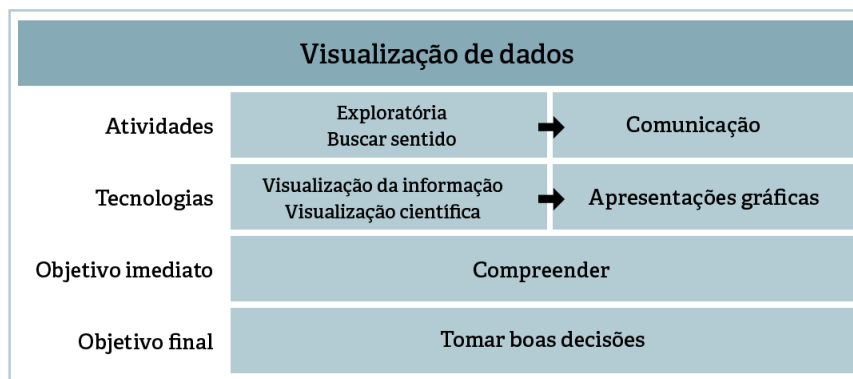 Visualização de dados
Atividades
Exploratória
Buscar sentido
Comunicação
Tecnologias
Visualização da informação
Visualização científica
Apresentações gráficas
Objetivo imediato
Compreender
Objetivo final
Tomar boas decisões